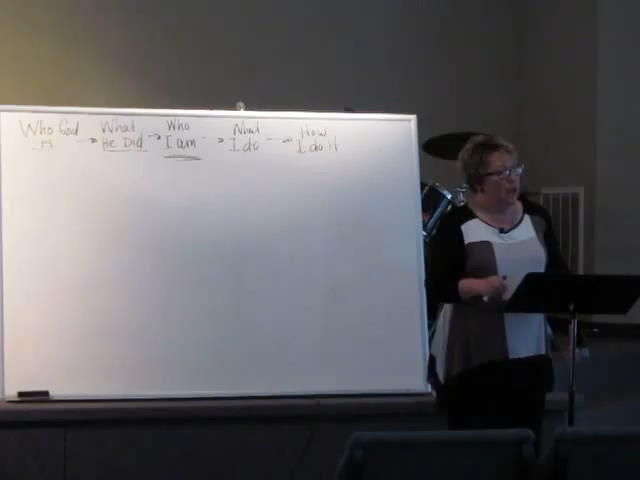 Who God What Who What How
is → He Did → I am → I do → I do it